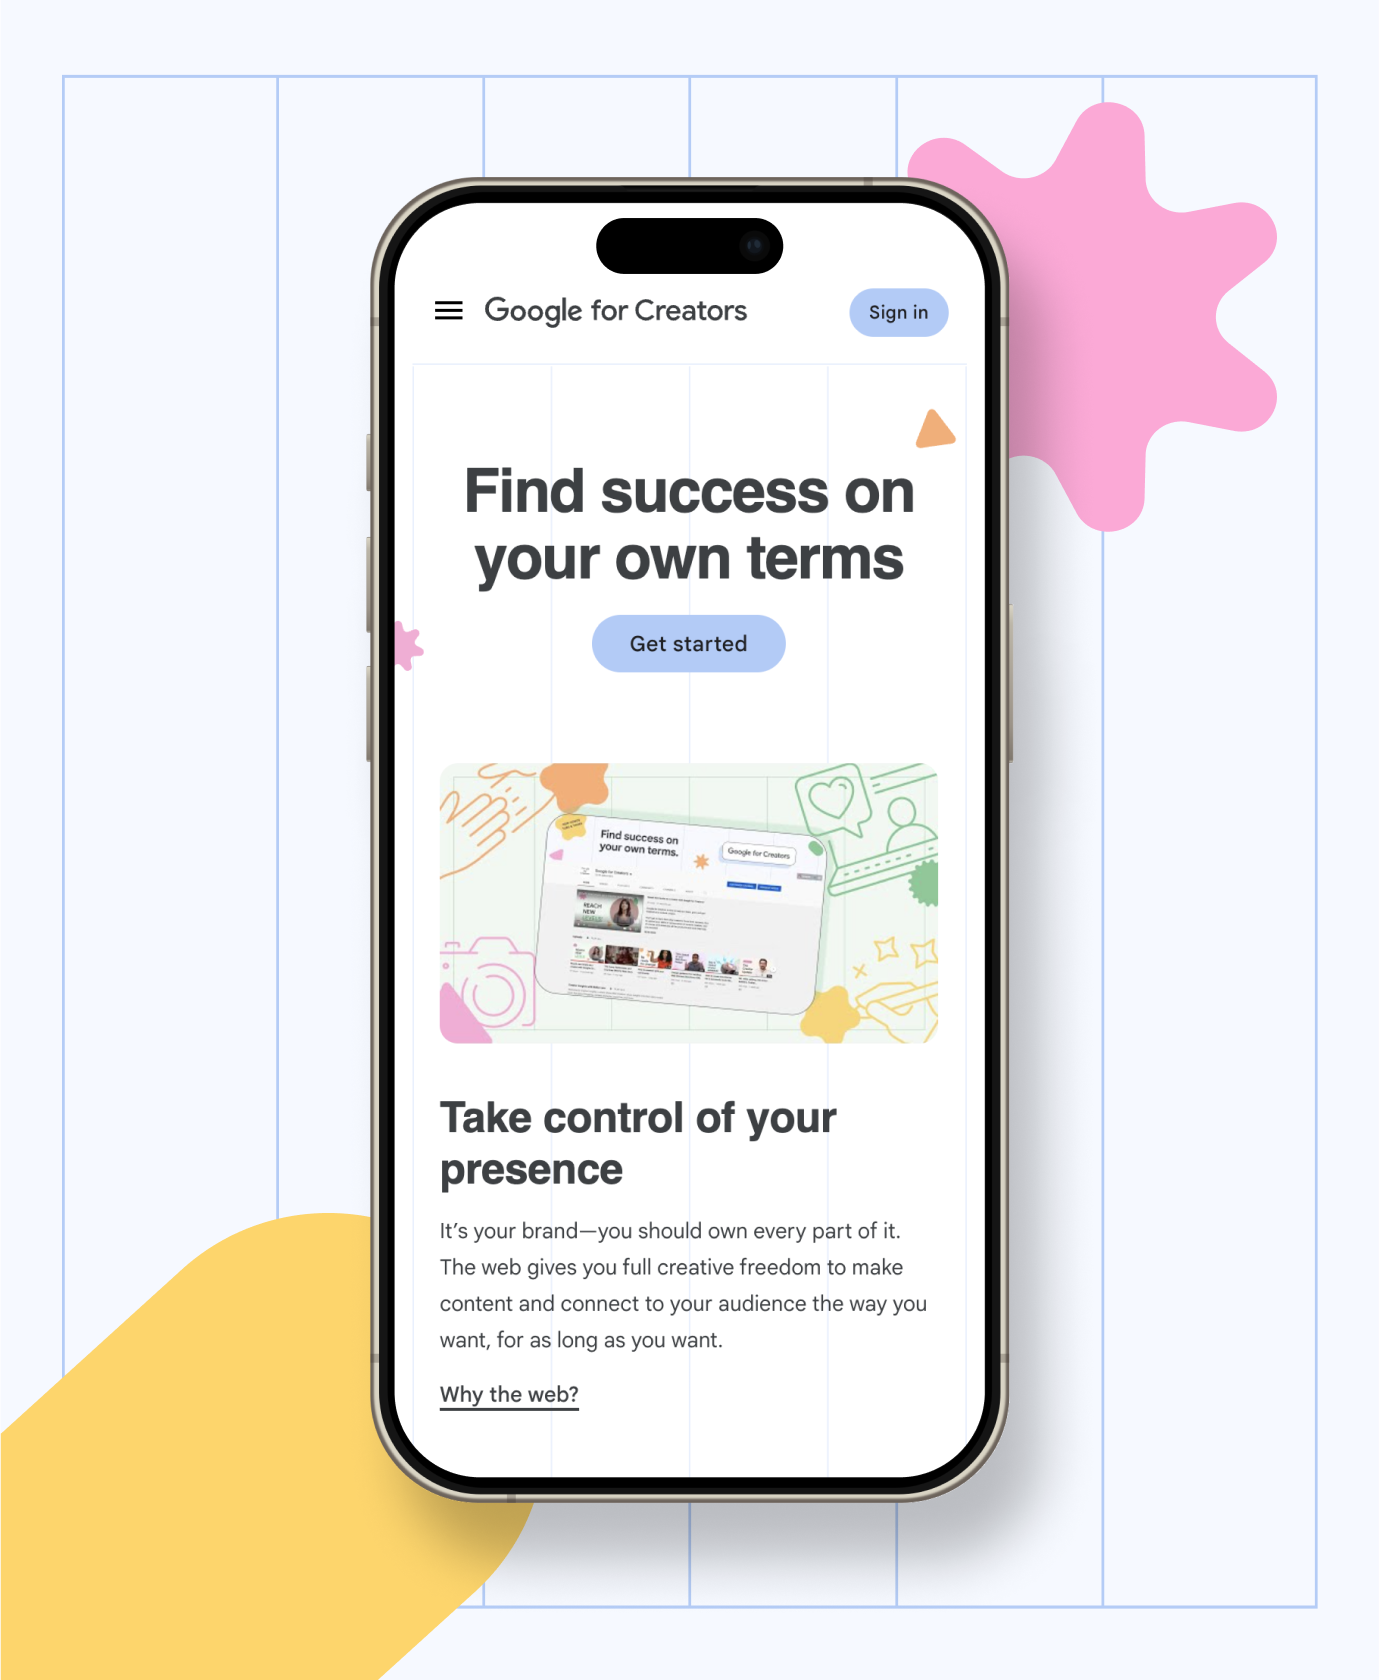 Google for Creators
Sign in
Find success on
your own terms
Get started
Find success on
your own terms.
Google for Creators
Google for Creators
REACH
NEW
Take control of your
presence
It’s your brand—you should own every part of it.
The web gives you full creative freedom to make
content and connect to your audience the way you
want, for as long as you want.
Why the web?